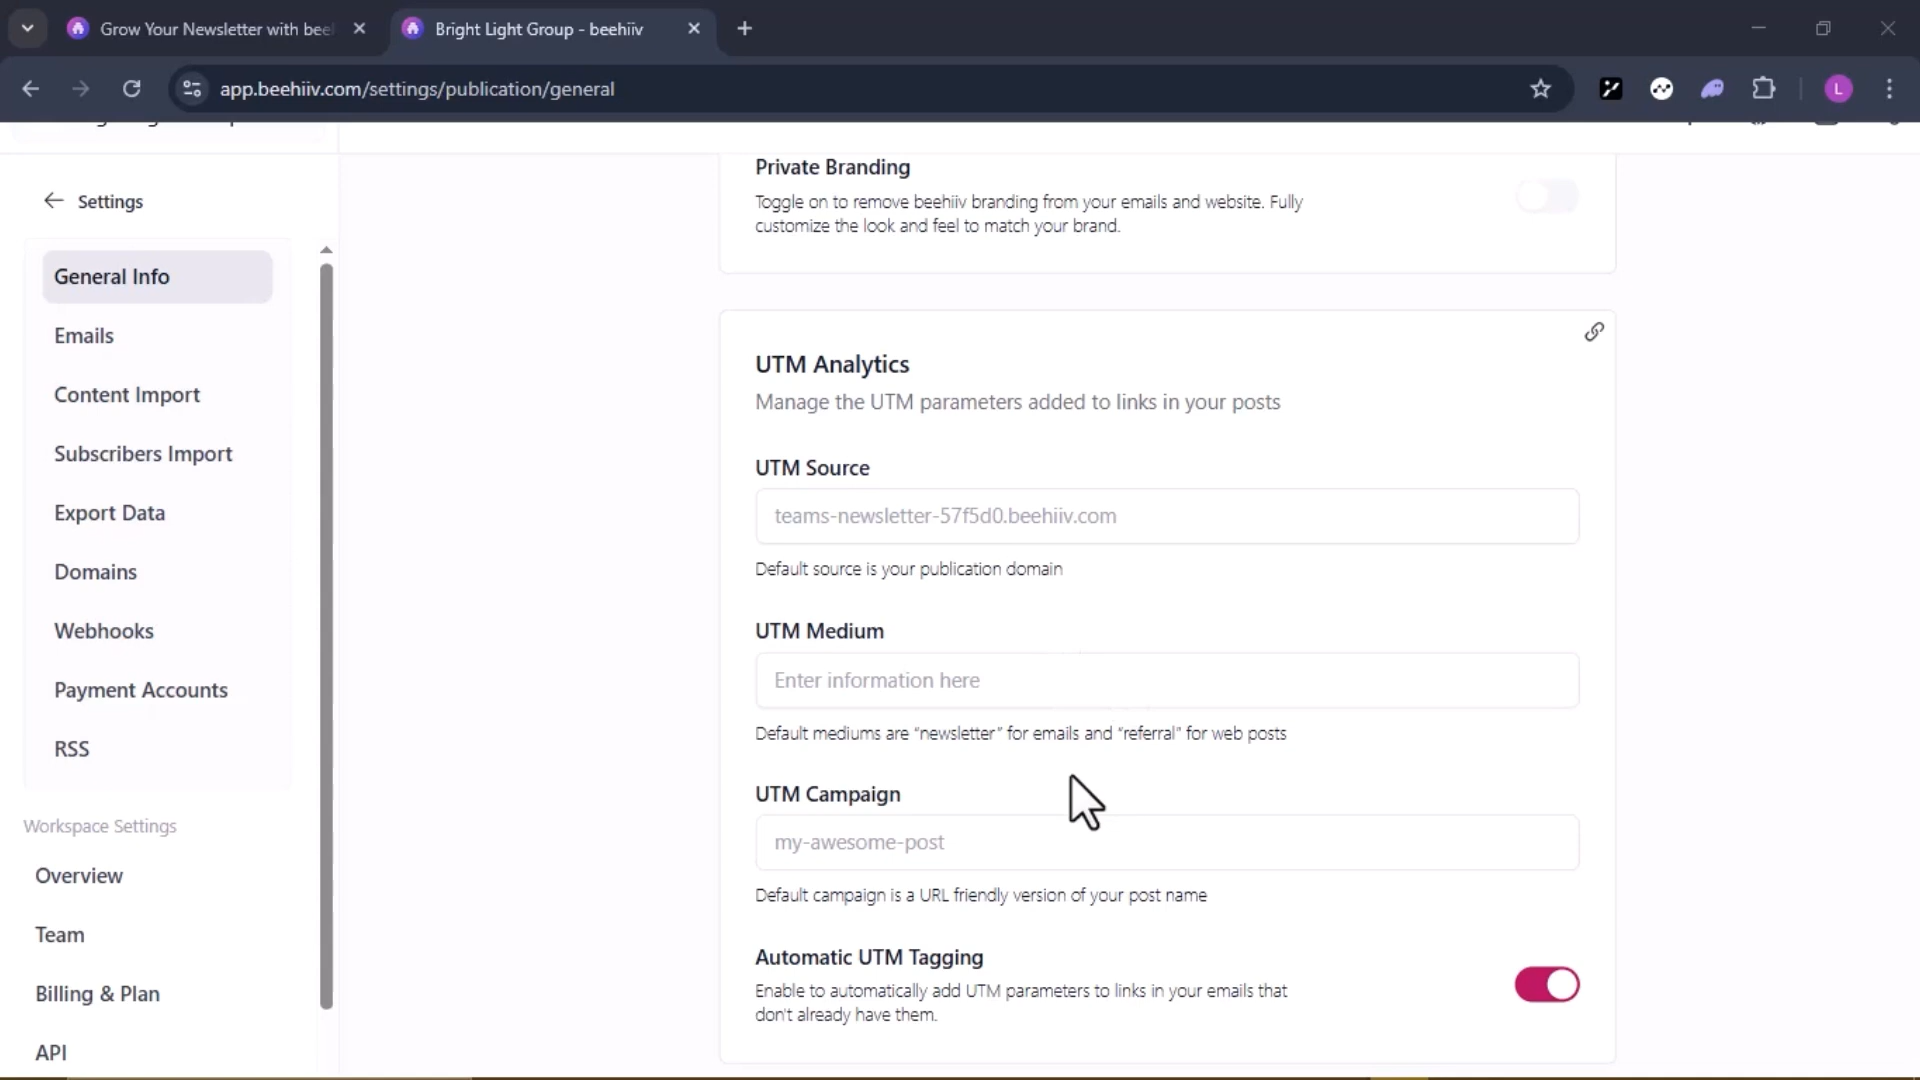 Grow Your Newsletter with bee
Bright Light Group - beehiiv
app.beehiiv.com/settings/publication/general
L
Settings
General Info
Emails
Content Import
Subscribers Import
Export Data
Domains
Webhooks
Payment Accounts
RSS
Workspace Settings
Overview
Team
Billing & Plan
API
Private Branding
Toggle on to remove beehiiv branding from your emails and website. Fully
customize the look and feel to match your brand.
UTM Analytics
Manage the UTM parameters added to links in your posts
UTM Source
teams-newsletter-57f5d0.beehiiv.com
Default source is your publication domain
UTM Medium
Enter information here
Default mediums are “newsletter” for emails and “referral” for web posts
UTM Campaign
my-awesome-post
Default campaign is a URL friendly version of your post name
Automatic UTM Tagging
Enable to automatically add UTM parameters to links in your emails that
don't already have them.